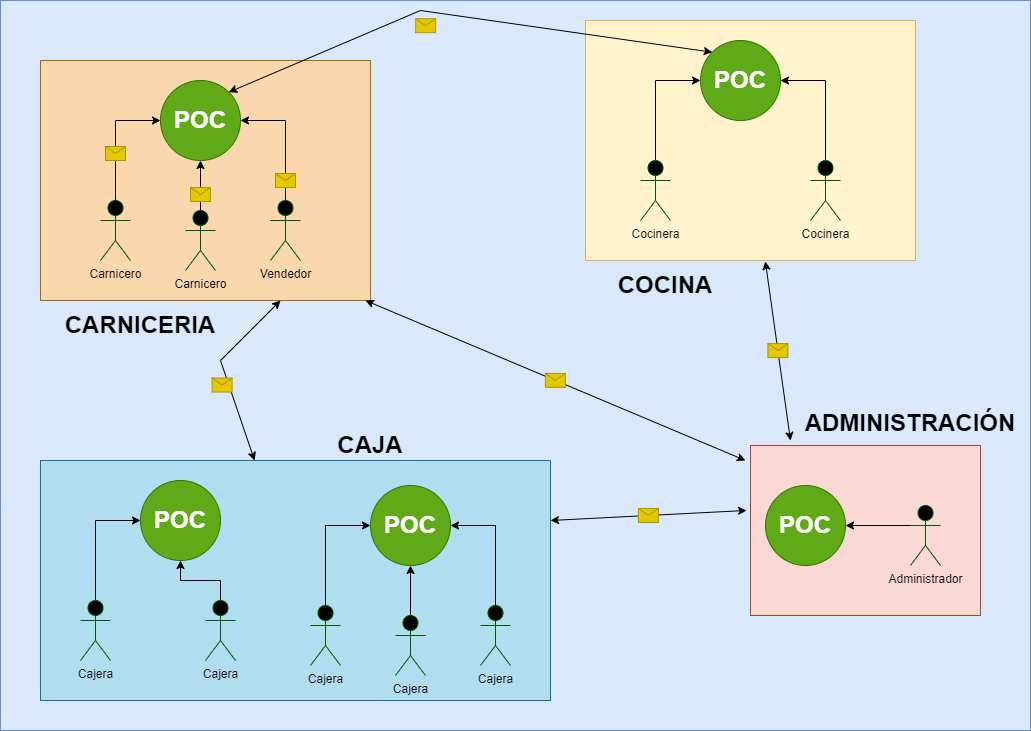 POC
Carnicero
Carnicero
Vendedor
CARNICERIA
POC
Cocinera
Cocinera
COCINA
CAJA
POC
Cajera
Cajera
POC
Cajera
Cajera
Cajera
ADMINISTRACIÓN
POC
Administrador